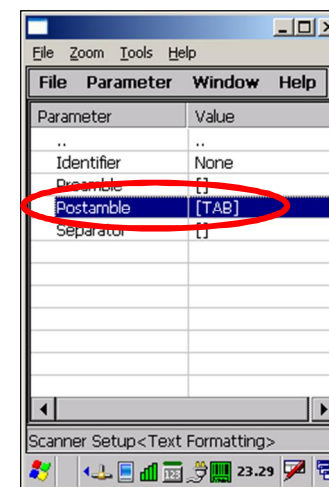 File Zoom Tools Help
File Parameter Window Help
Parameter Value
.. ..
Identifier None
Preamble []
Postamble [TAB]
Separator []
Scanner Setup<Text Formatting>
23.29